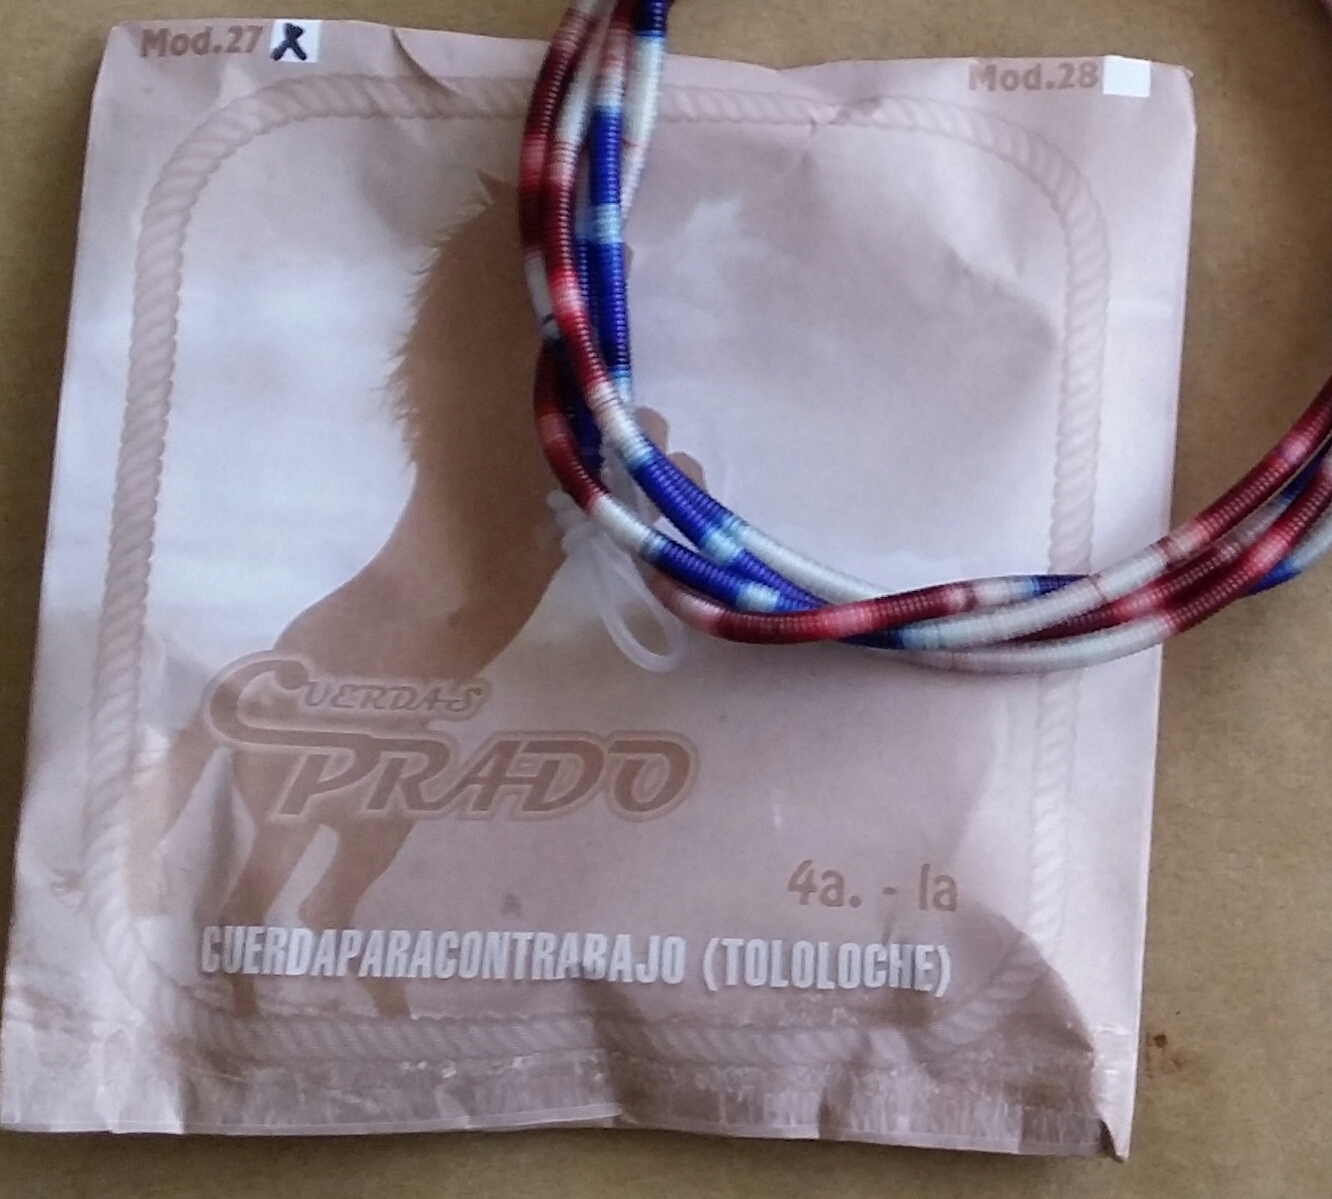 Mod.27 X
Mod.28
CUERDAS
PRADO
4a. - la
CUERDAPARACONTRABAJO (TOLOLOCHE)